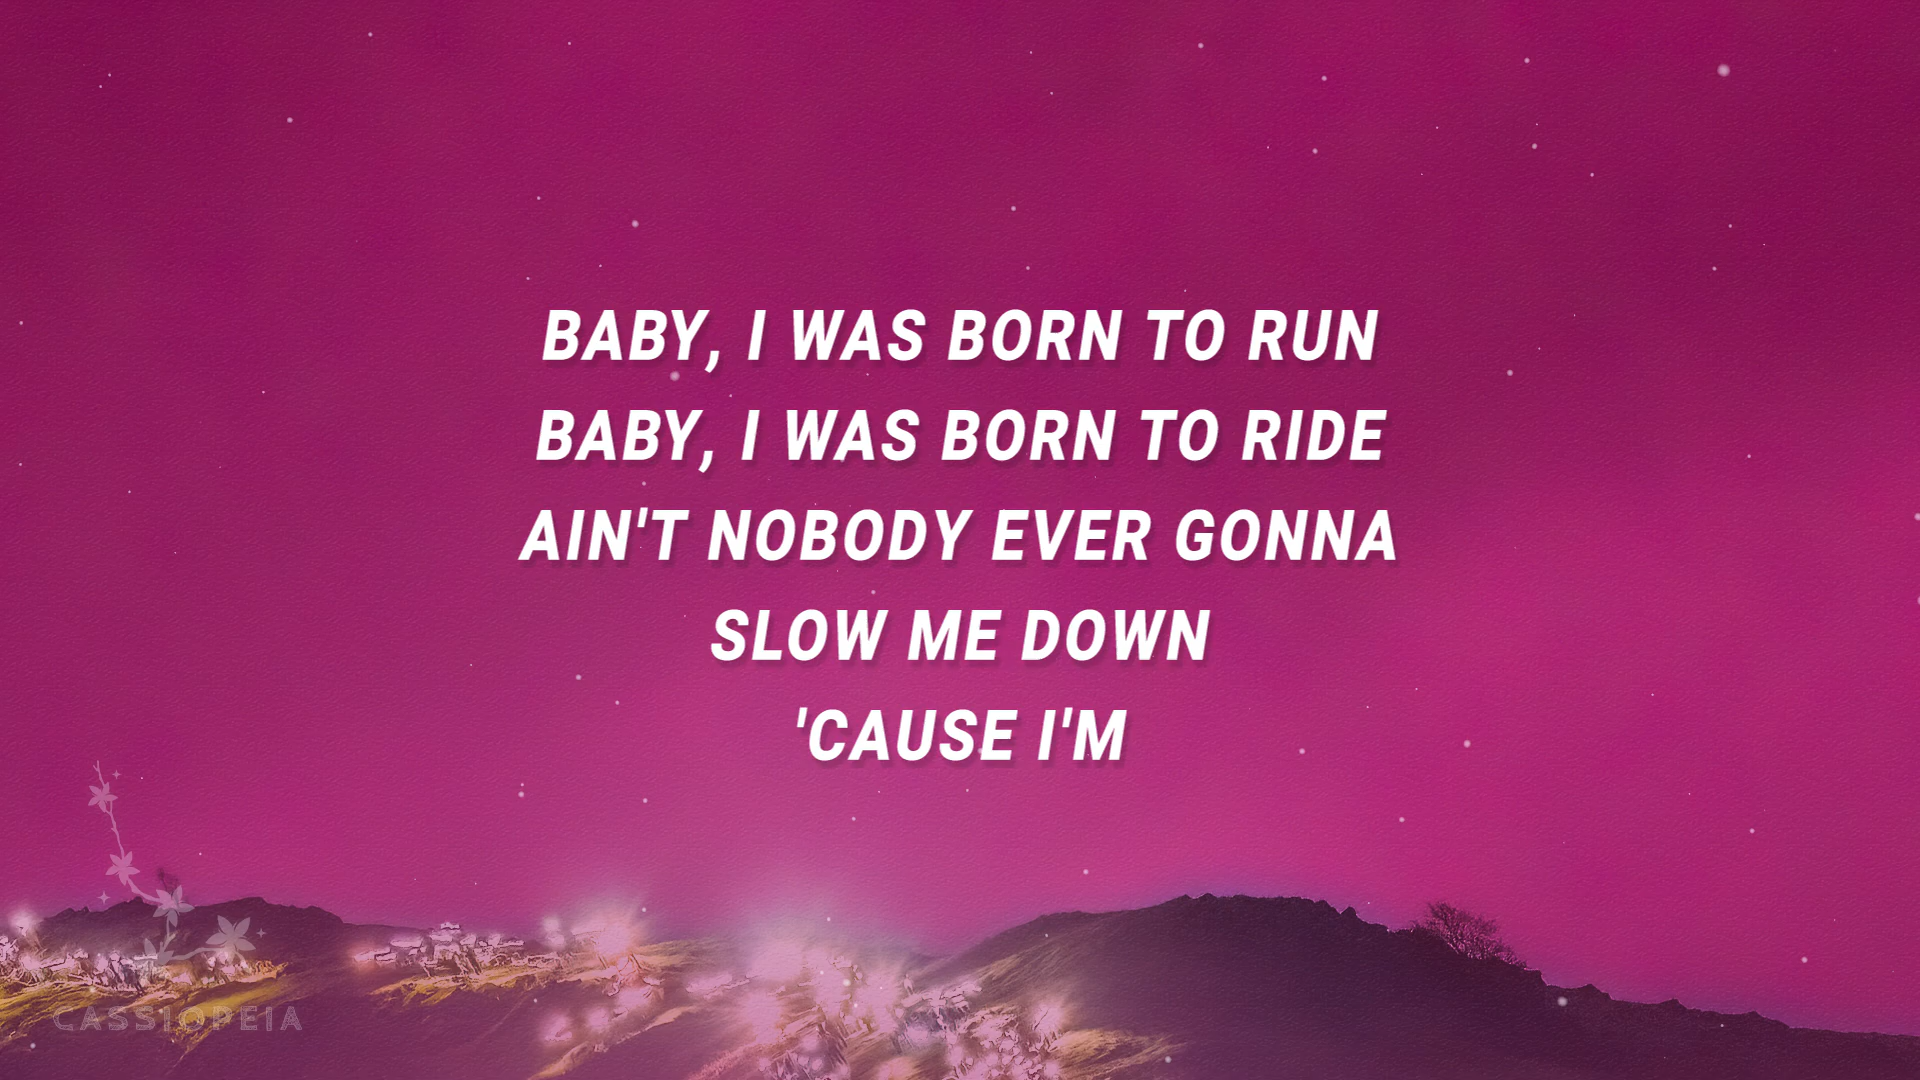 BABY, I WAS BORN TO RUN
BABY, I WAS BORN TO RIDE
AIN'T NOBODY EVER GONNA
SLOW ME DOWN
'CAUSE I'M
CASSIOPEIA